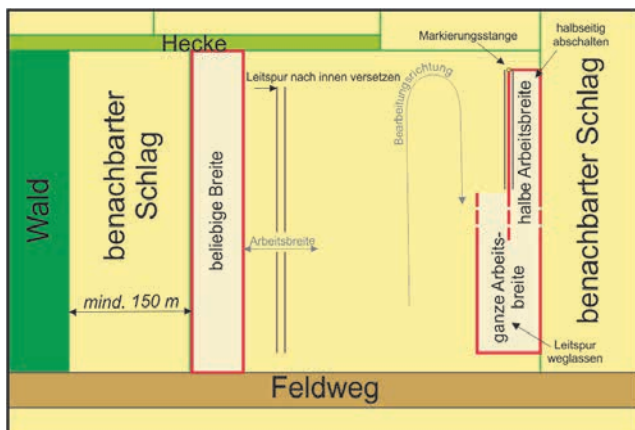 Hecke
Markierungsstange
halbseitig
abschalten
Leitspur nach innen versetzen
Bearbeitungsrichtung
Wald
benachbarter
Schlag
beliebige Breite
Arbeitsbreite
halbe Arbeitsbreite
ganze Arbeits-
breite
benachbarter Schlag
mind. 150 m
Leitspur
weglassen
Feldweg